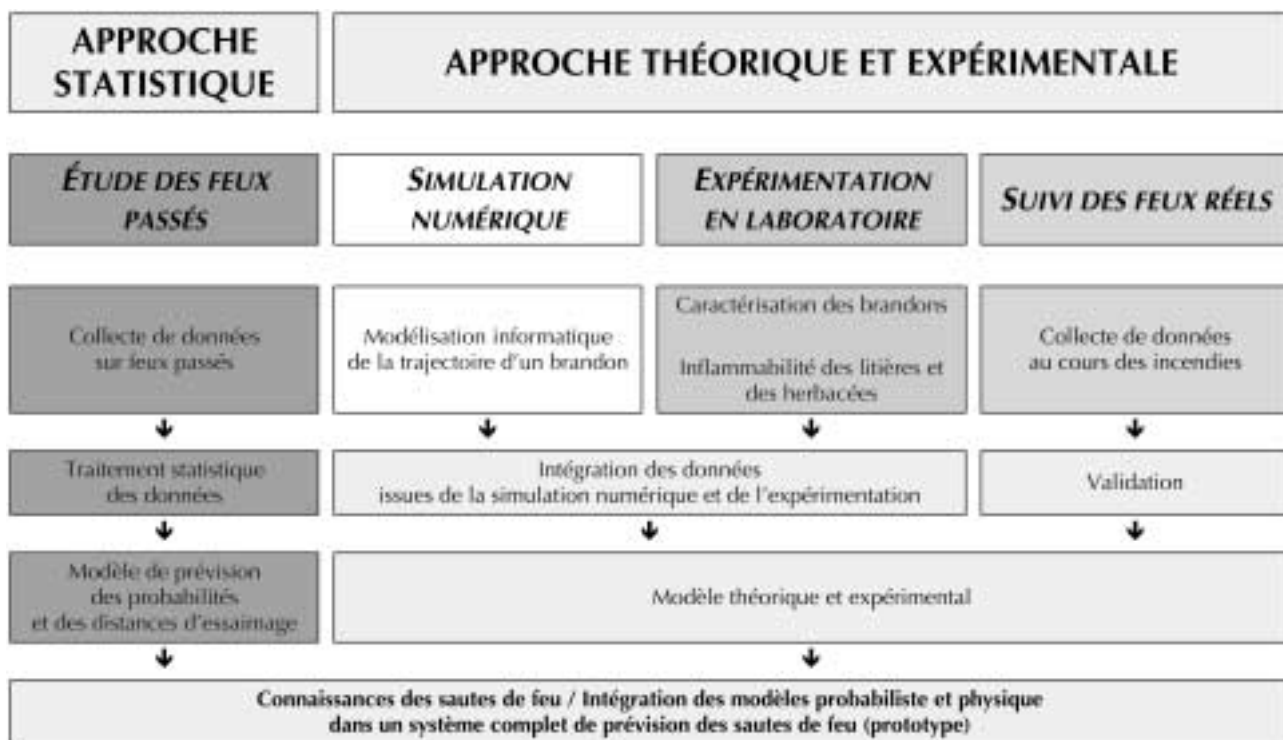 APPROCHE
STATISTIQUE
APPROCHE THÉORIQUE ET EXPÉRIMENTALE
ÉTUDE DES FEUX
PASSÉS
SIMULATION
NUMÉRIQUE
EXPÉRIMENTATION
EN LABORATOIRE
SUIVI DES FEUX RÉELS
Collecte de données
sur feux passés
Modélisation informatique
de la trajectoire d'un brandon
Caractérisation des brandons
Inflammabilité des litières et
des herbacées
Collecte de données
au cours des incendies
Traitement statistique
des données
Intégration des données
issues de la simulation numérique et de l'expérimentation
Validation
Modèle de prévision
des probabilités
et des distances d'essaimage
Modèle théorique et expérimental
Connaissances des sautes de feu / Intégration des modèles probabiliste et physique
dans un système complet de prévision des sautes de feu (prototype)